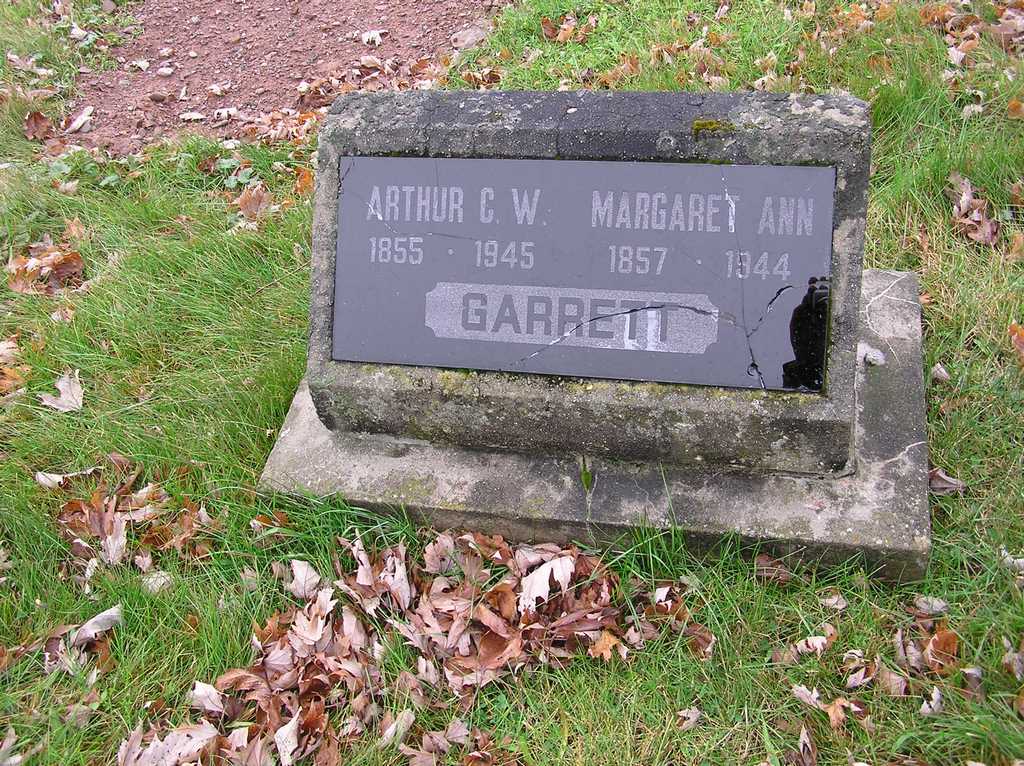 ARTHUR C. W. MARGARET ANN
1855 · 1945 1857 · 1944
GARRETT